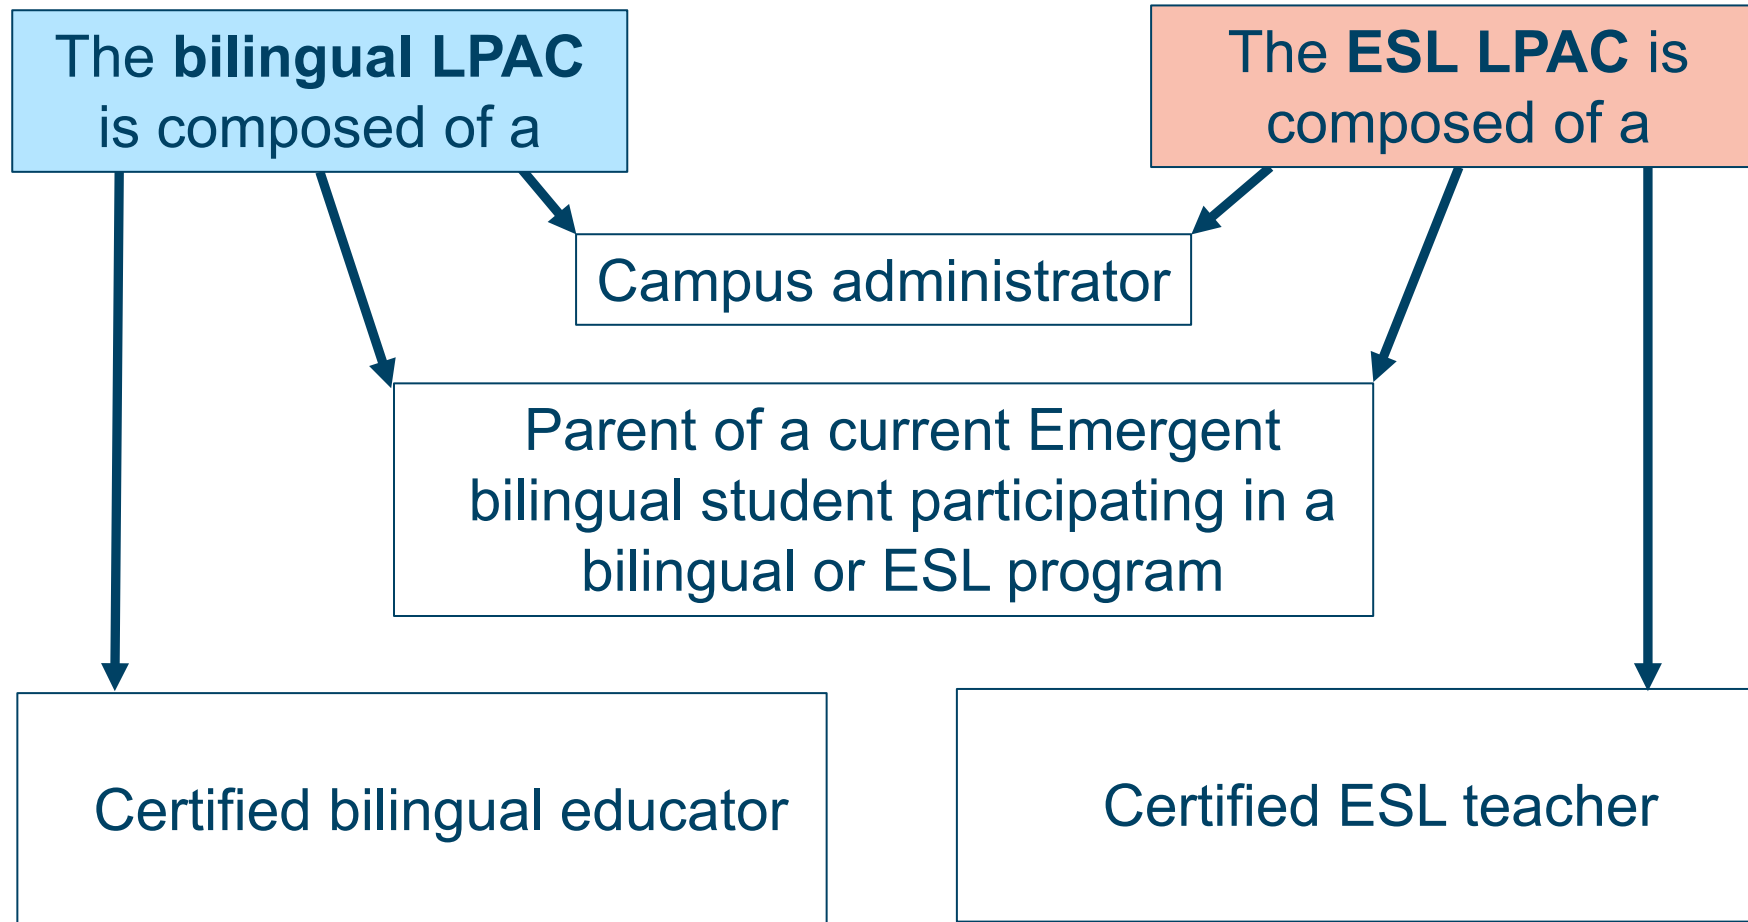 The bilingual LPAC
is composed of a
The ESL LPAC is
composed of a
Campus administrator
Parent of a current Emergent
bilingual student participating in a
bilingual or ESL program
Certified bilingual educator
Certified ESL teacher